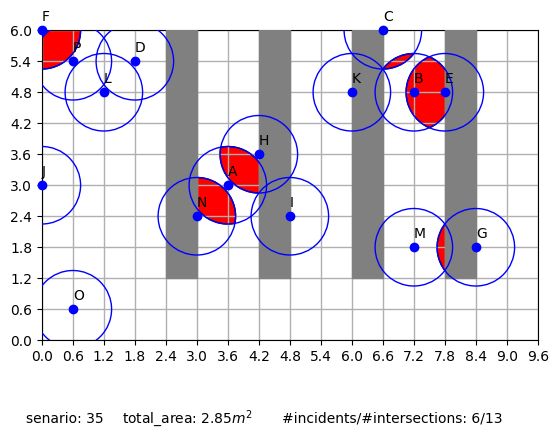 F
C
6.0
P
D
5.4
L
K
B
E
4.8
4.2
H
3.6
J
A
3.0
N
I
2.4
M
G
1.8
O
1.2
0.6
0.0
0.0 0.6 1.2 1.8 2.4 3.0 3.6 4.2 4.8 5.4 6.0 6.6 7.2 7.8 8.4 9.0 9.6
senario: 35 total_area: 2.85m² #incidents/#intersections: 6/13